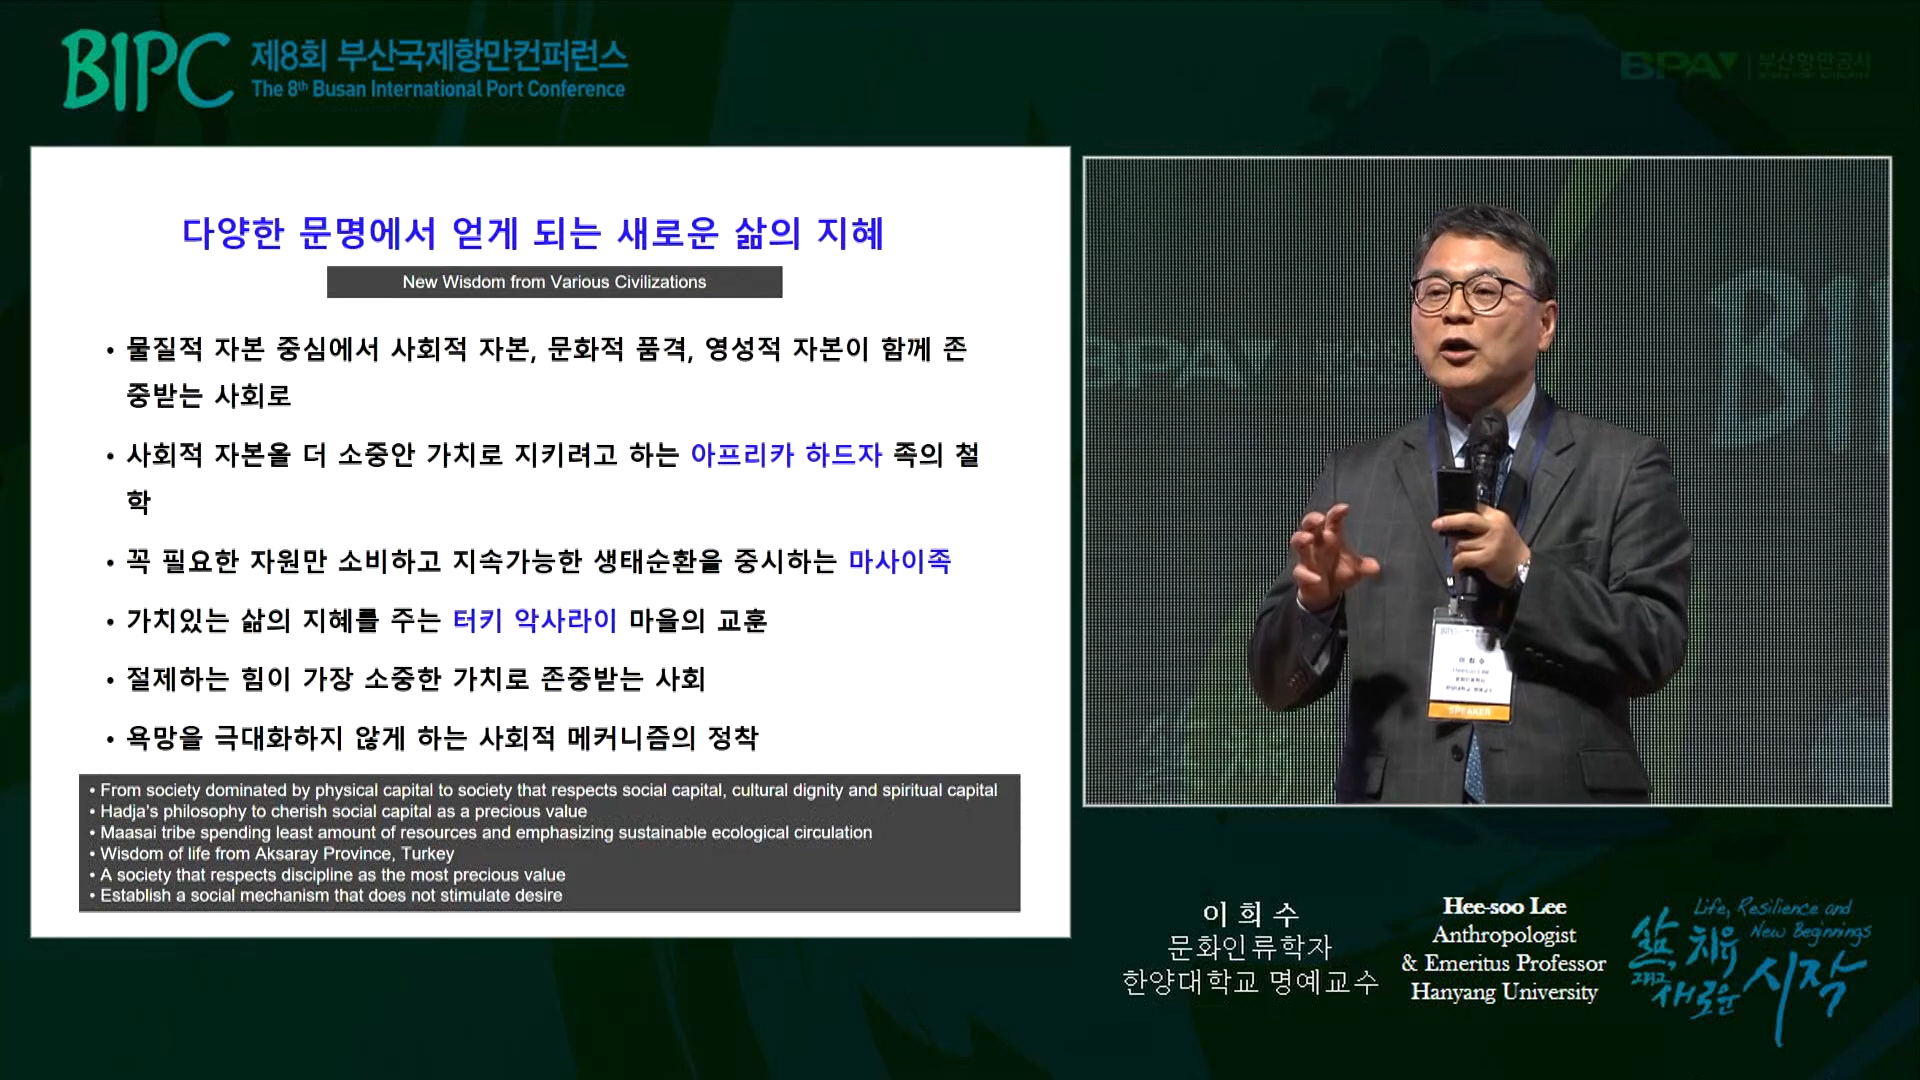 BIPC 제8회 부산국제항만컨퍼런스
The 8th Busan International Port Conference
BPA 부산항만공사
다양한 문명에서 얻게 되는 새로운 삶의 지혜
New Wisdom from Various Civilizations
• 물질적 자본 중심에서 사회적 자본, 문화적 품격, 영성적 자본이 함께 존
중받는 사회로
• 사회적 자본올 더 소중안 가치로 지키려고 하는 아프리카 하드자 족의 철
학
• 꼭 필요한 자원만 소비하고 지속가능한 생태순환을 중시하는 마사이족
• 가치있는 삶의 지혜를 주는 터키 악사라이 마을의 교훈
• 절제하는 힘이 가장 소중한 가치로 존중받는 사회
• 욕망을 극대화하지 않게 하는 사회적 메커니즘의 정착
• From society dominated by physical capital to society that respects social capital, cultural dignity and spiritual capital
• Hadja's philosophy to cherish social capital as a precious value
• Maasai tribe spending least amount of resources and emphasizing sustainable ecological circulation
• Wisdom of life from Aksaray Province, Turkey
• A society that respects discipline as the most precious value
• Establish a social mechanism that does not stimulate desire
BPA
BI
이 희 수
SPEAKER
이 희 수
문화인류학자
한양대학교 명예교수
Hee-soo Lee
Anthropologist
& Emeritus Professor
Hanyang University
Life, Resilience and
New Beginnings
삶, 치유
그리고
새로운 시작